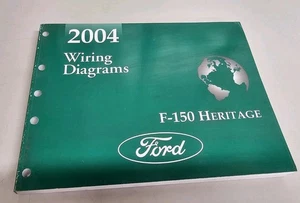 2004
Wiring
Diagrams
F-150 HERITAGE
Ford